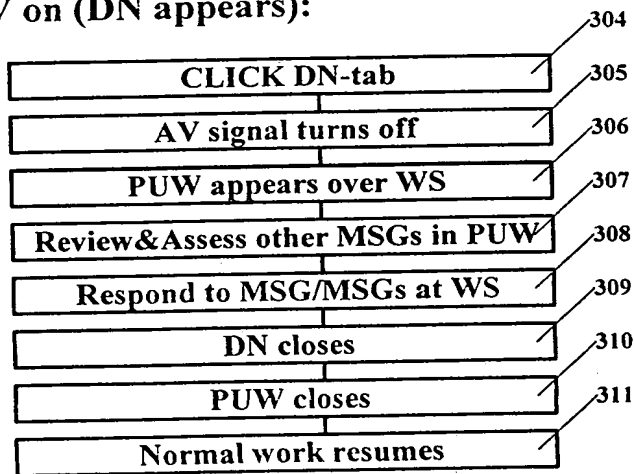 on (DN appears):
304
CLICK DN-tab
305
AV signal turns off
306
PUW appears over WS
307
Review&Assess other MSGs in PUW
308
Respond to MSG/MSGs at WS
309
DN closes
310
PUW closes
311
Normal work resumes